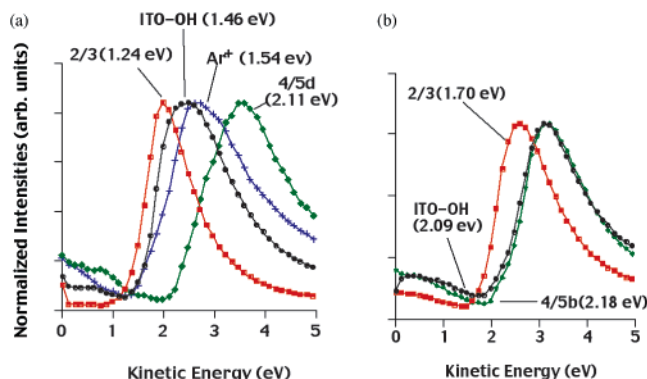 (a)
ITO-OH (1.46 eV)
2/3(1.24eV)
Ar+ (1.54 ev)
4/5d
(2.11 eV)
Normalized Intensities (arb. units)
0 1 2 3 4 5
Kinetic Energy (eV)
(b)
2/3(1.70 eV)
ITO-OH
(2.09 ev)
4/5b(2.18 eV)
0 1 2 3 4 5
Kinetic Energy (eV)